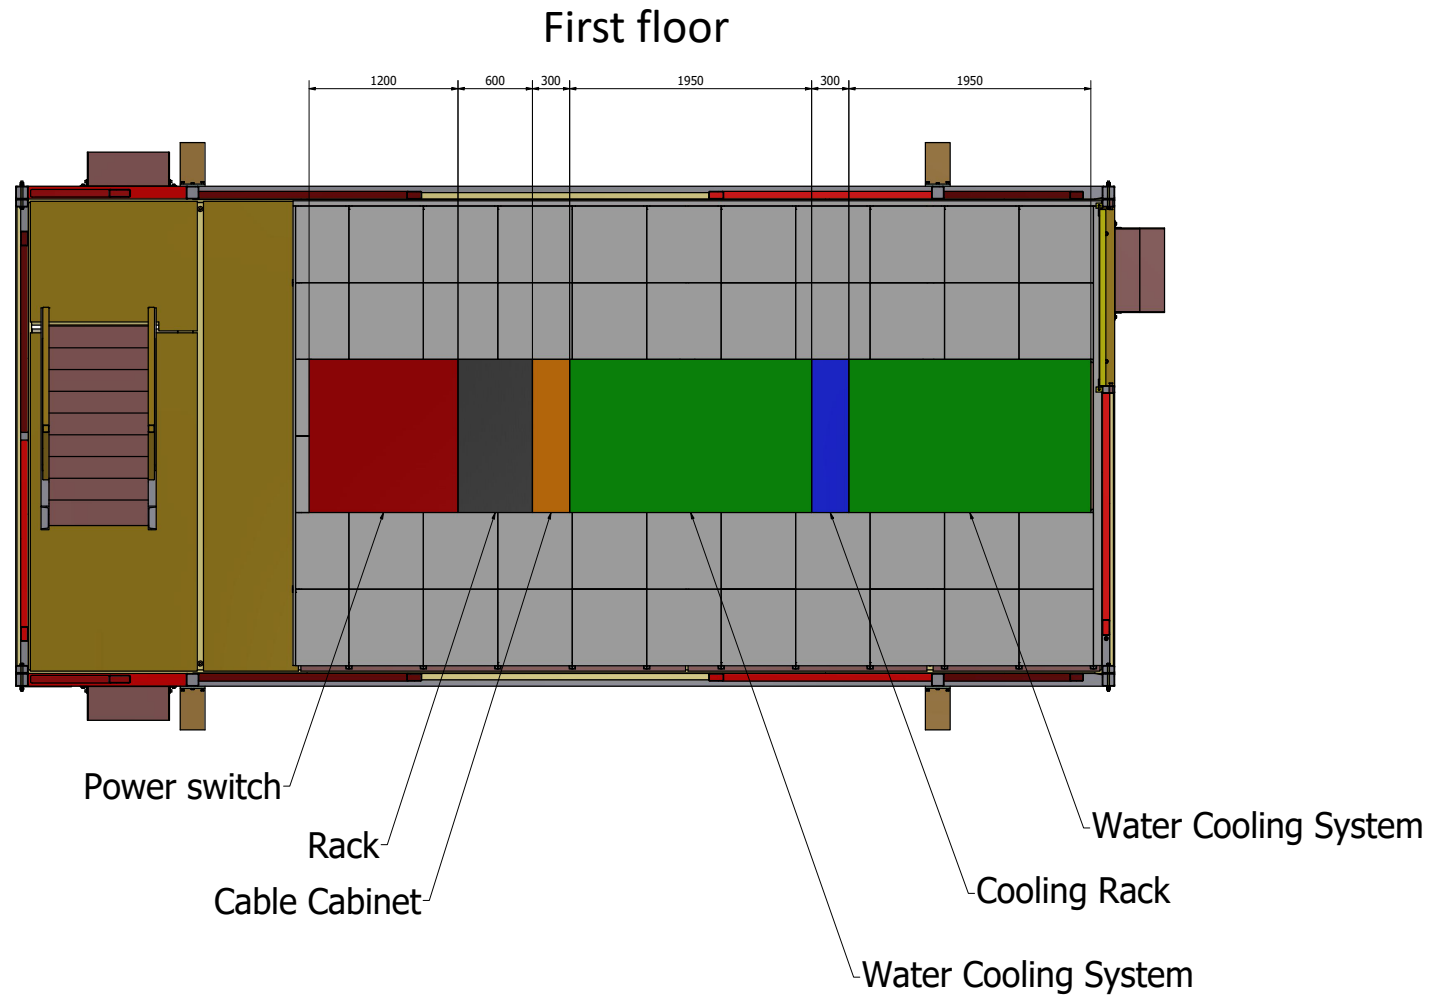 First floor
1200 600 300 1950 300 1950
Power switch
Water Cooling System
Rack
Cooling Rack
Cable Cabinet
Water Cooling System